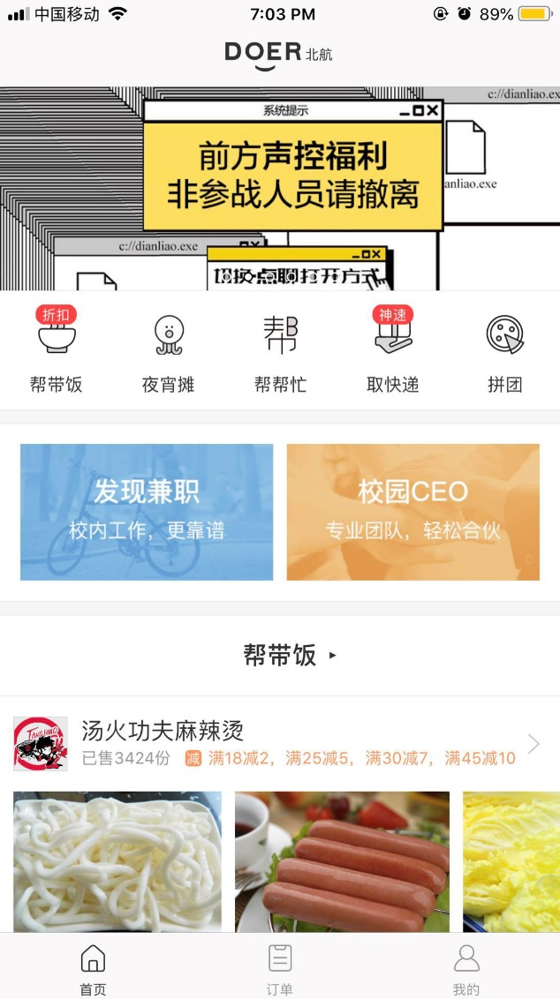 中国移动
7:03 PM
89%
DOER 北航
c://dianliao.ex
系统提示
前方声控福利
非参战人员请撤离
anliao.exe
c://dianliao.exe
切换点聊打开方式
折扣
神速
帮带饭
夜宵摊
帮帮忙
取快递
拼团
发现兼职
校内工作，更靠谱
校园CEO
专业团队，轻松合伙
帮带饭 ▸
TANGHUO
汤火功夫麻辣烫
已售3424份 减 满18减2，满25减5，满30减7，满45减10
首页
订单
我的